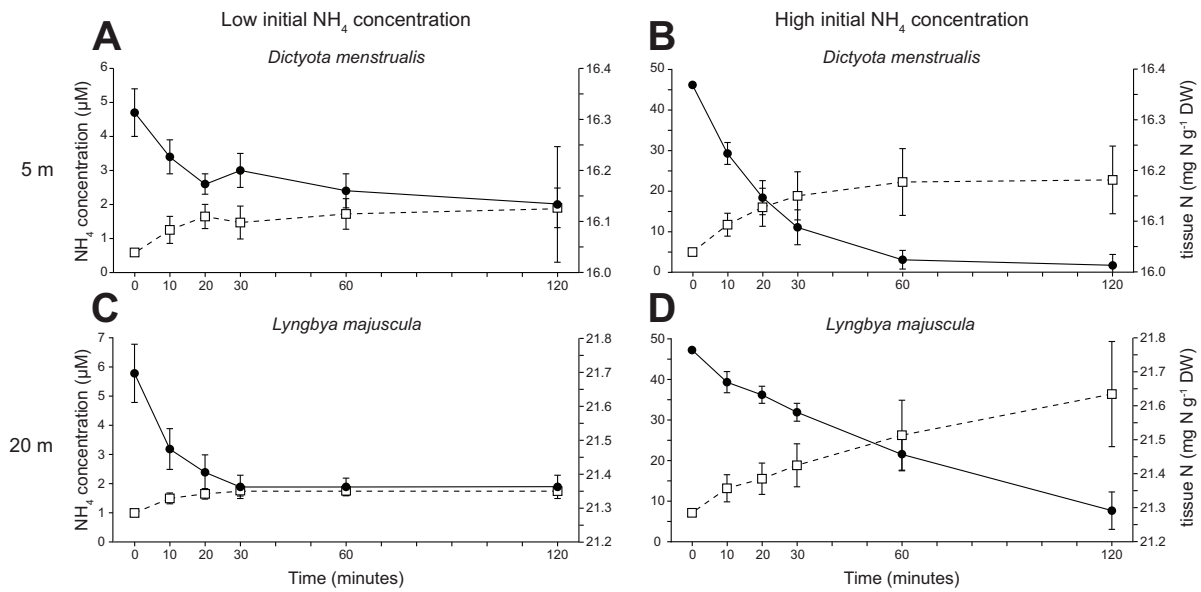 Low initial NH4 concentration
High initial NH4 concentration
A
Dictyota menstrualis
B
Dictyota menstrualis
5 m
NH4 concentration (µM)
6
5
4
3
2
1
0
16.4
16.3
16.2
16.1
16.0
0 10 20 30 60 120
50
40
30
20
10
0
16.4
16.3
16.2
16.1
16.0
tissue N (mg N g-1 DW)
0 10 20 30 60 120
C
Lyngbya majuscula
D
Lyngbya majuscula
20 m
NH4 concentration (µM)
7
6
5
4
3
2
1
0
21.8
21.7
21.6
21.5
21.4
21.3
21.2
0 10 20 30 60 120
Time (minutes)
50
40
30
20
10
0
21.8
21.7
21.6
21.5
21.4
21.3
21.2
tissue N (mg N g-1 DW)
0 10 20 30 60 120
Time (minutes)